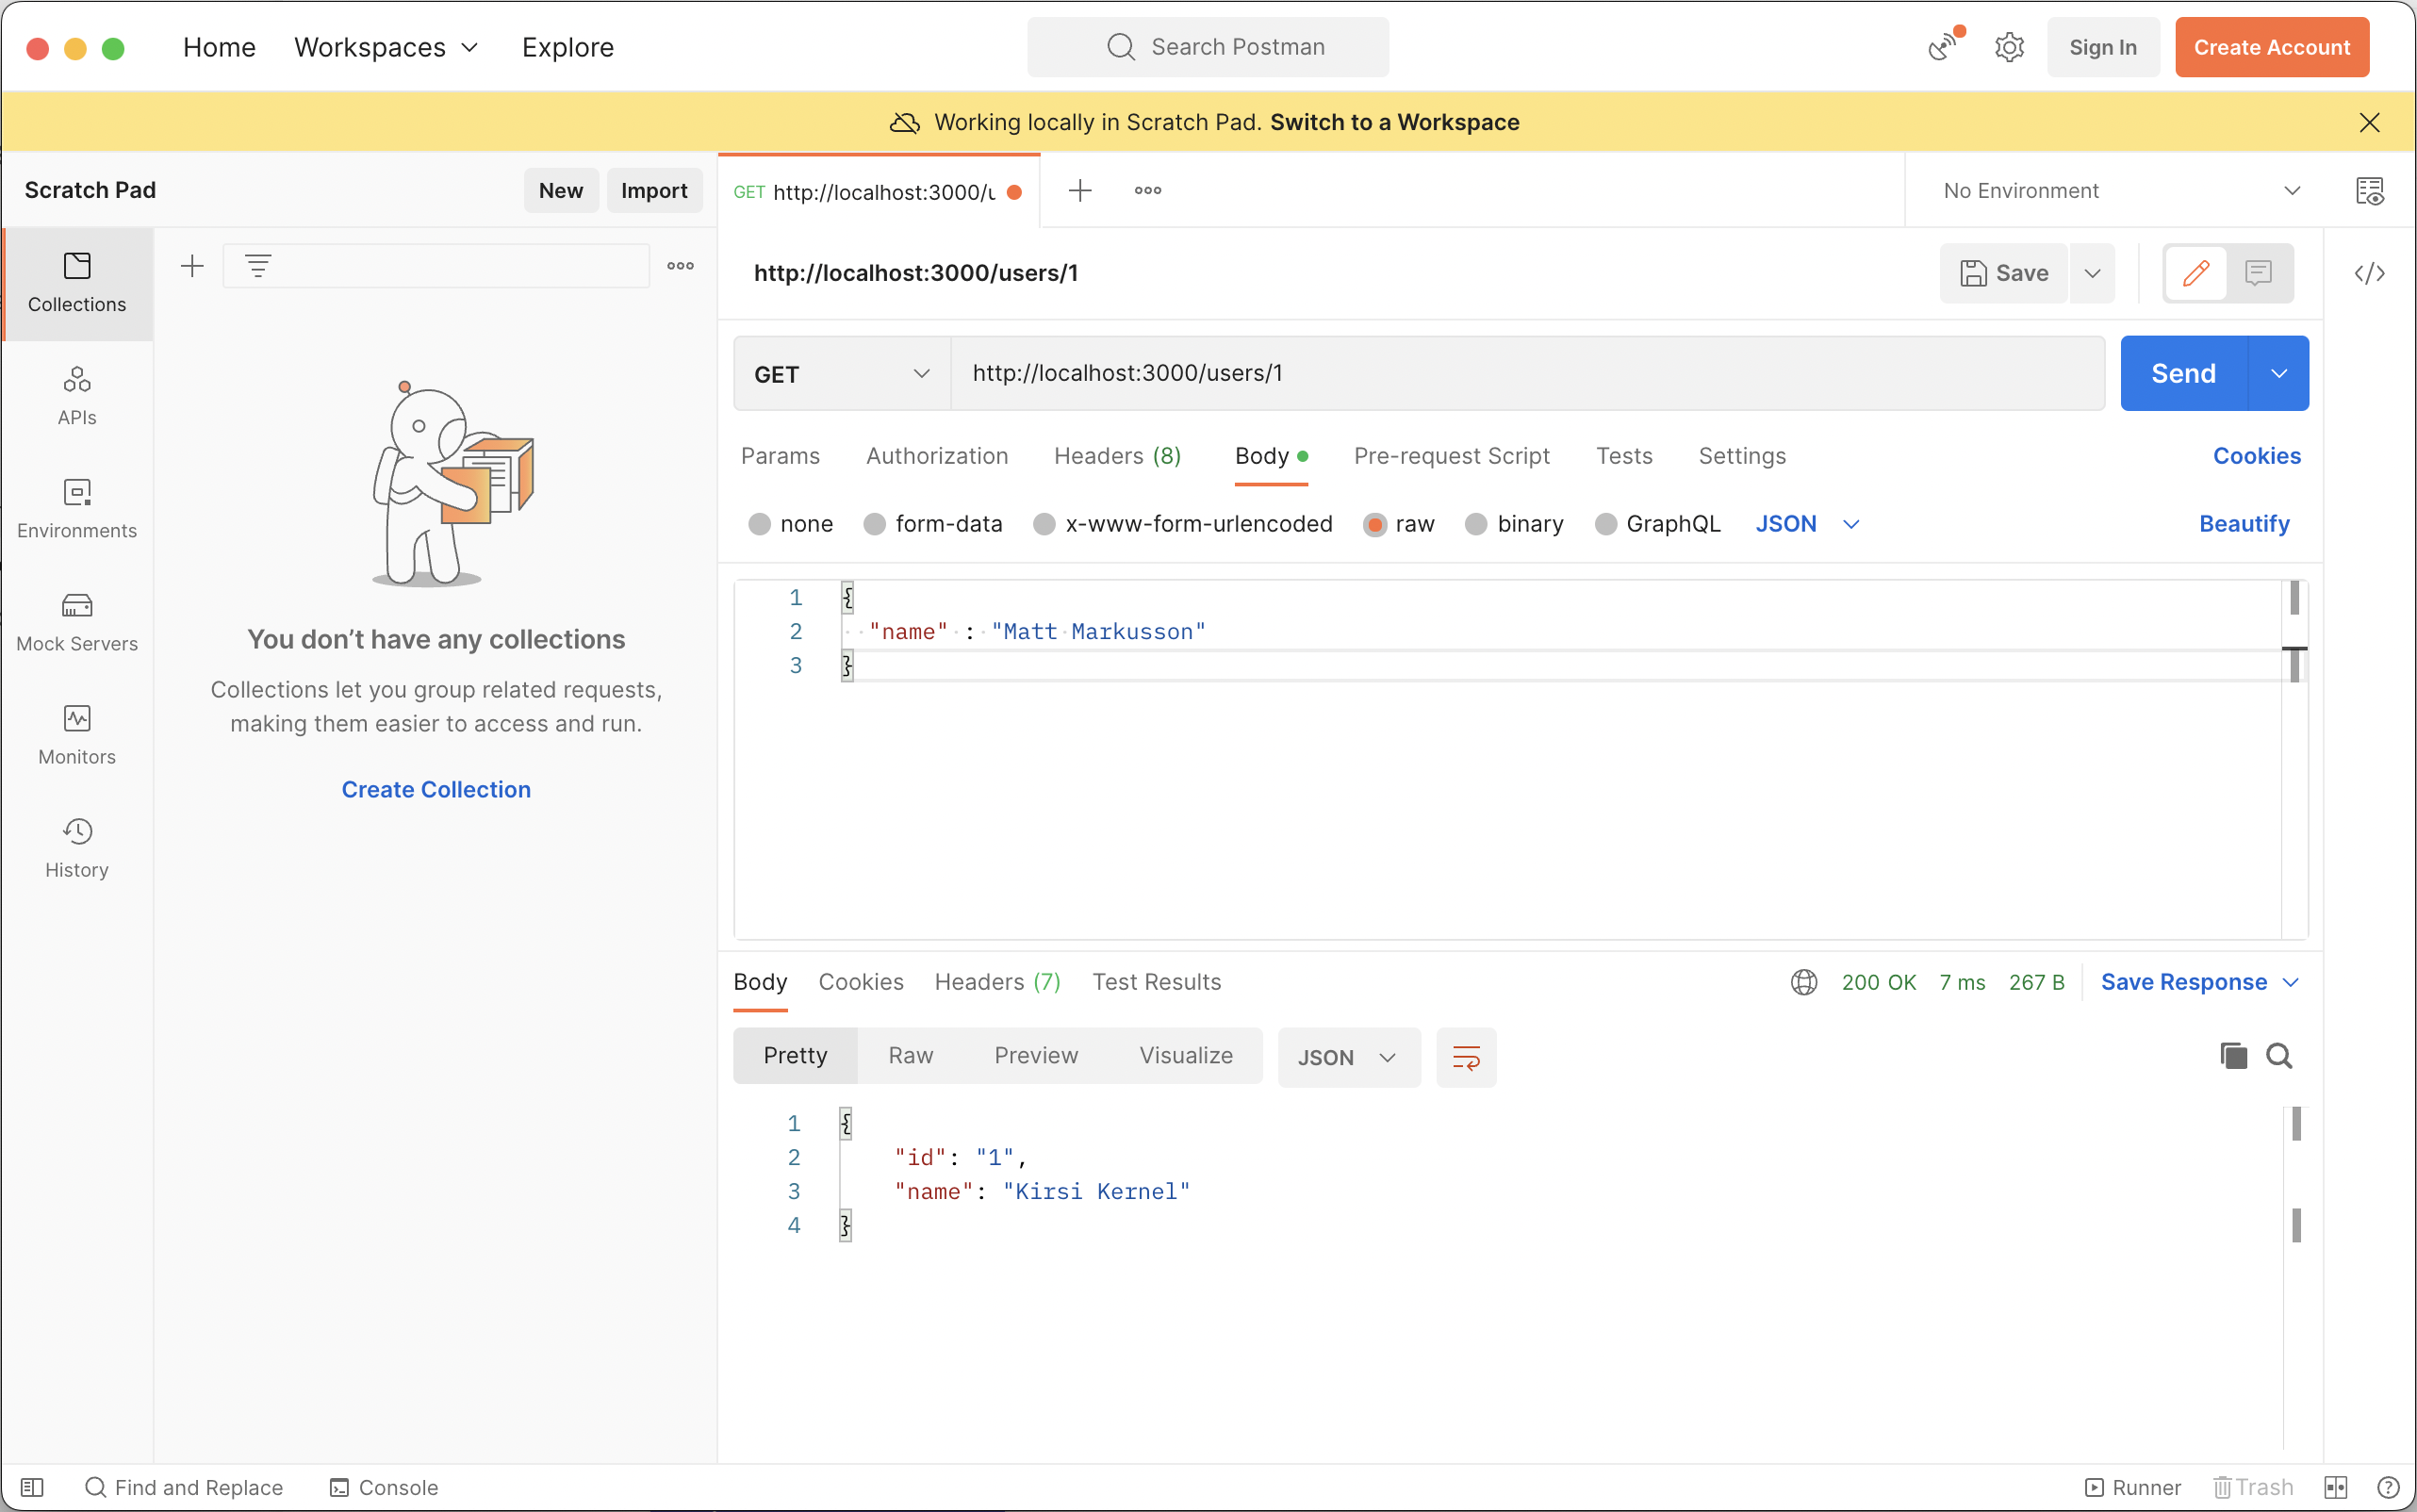 Home Workspaces Explore Search Postman Sign In Create Account
Working locally in Scratch Pad. Switch to a Workspace
Scratch Pad New Import GET http://localhost:3000/u No Environment
http://localhost:3000/users/1 Save
Collections
APIs
Environments
Mock Servers
Monitors
History
You don’t have any collections
Collections let you group related requests,
making them easier to access and run.
Create Collection
GET http://localhost:3000/users/1 Send
Params Authorization Headers (8) Body Pre-request Script Tests Settings Cookies
none form-data x-www-form-urlencoded raw binary GraphQL JSON Beautify
1 {
2 "name" : "Matt Markusson"
3 }
Body Cookies Headers (7) Test Results 200 OK 7 ms 267 B Save Response
Pretty Raw Preview Visualize JSON
1 {
2 "id": "1",
3 "name": "Kirsi Kernel"
4 }
Find and Replace Console Runner Trash